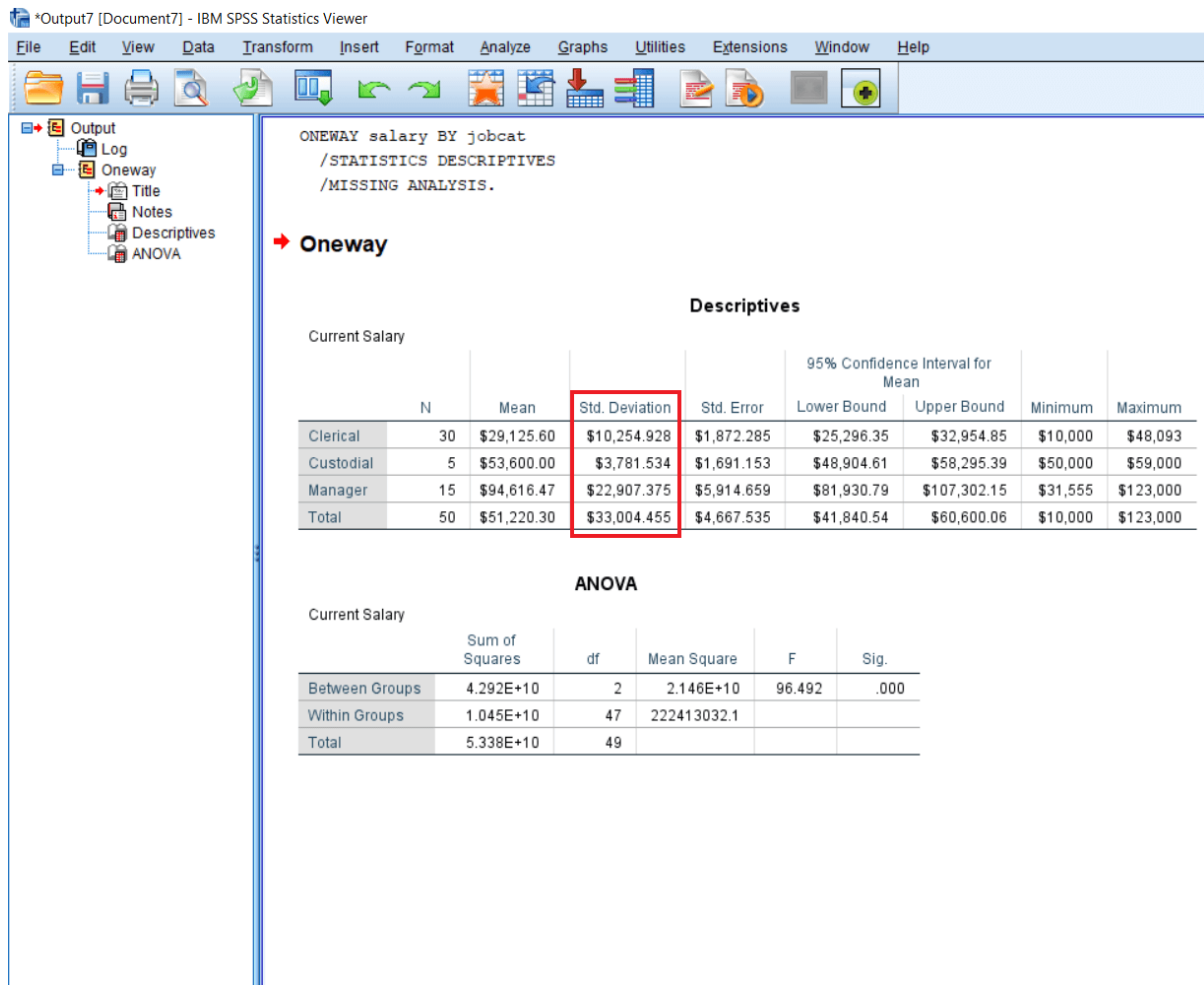 *Output7 [Document7] - IBM SPSS Statistics Viewer
File Edit View Data Transform Insert Format Analyze Graphs Utilities Extensions Window Help
Output
Log
Oneway
Title
Notes
Descriptives
ANOVA
ONEWAY salary BY jobcat
/STATISTICS DESCRIPTIVES
/MISSING ANALYSIS.
Oneway
Descriptives
Current Salary
95% Confidence Interval for
Mean
N Mean Std. Deviation Std. Error Lower Bound Upper Bound Minimum Maximum
Clerical 30 $29,125.60 $10,254.928 $1,872.285 $25,296.35 $32,954.85 $10,000 $48,093
Custodial 5 $53,600.00 $3,781.534 $1,691.153 $48,904.61 $58,295.39 $50,000 $59,000
Manager 15 $94,616.47 $22,907.375 $5,914.659 $81,930.79 $107,302.15 $31,555 $123,000
Total 50 $51,220.30 $33,004.455 $4,667.535 $41,840.54 $60,600.06 $10,000 $123,000
ANOVA
Current Salary
Sum of
Squares df Mean Square F Sig.
Between Groups 4.292E+10 2 2.146E+10 96.492 .000
Within Groups 1.045E+10 47 222413032.1
Total 5.338E+10 49